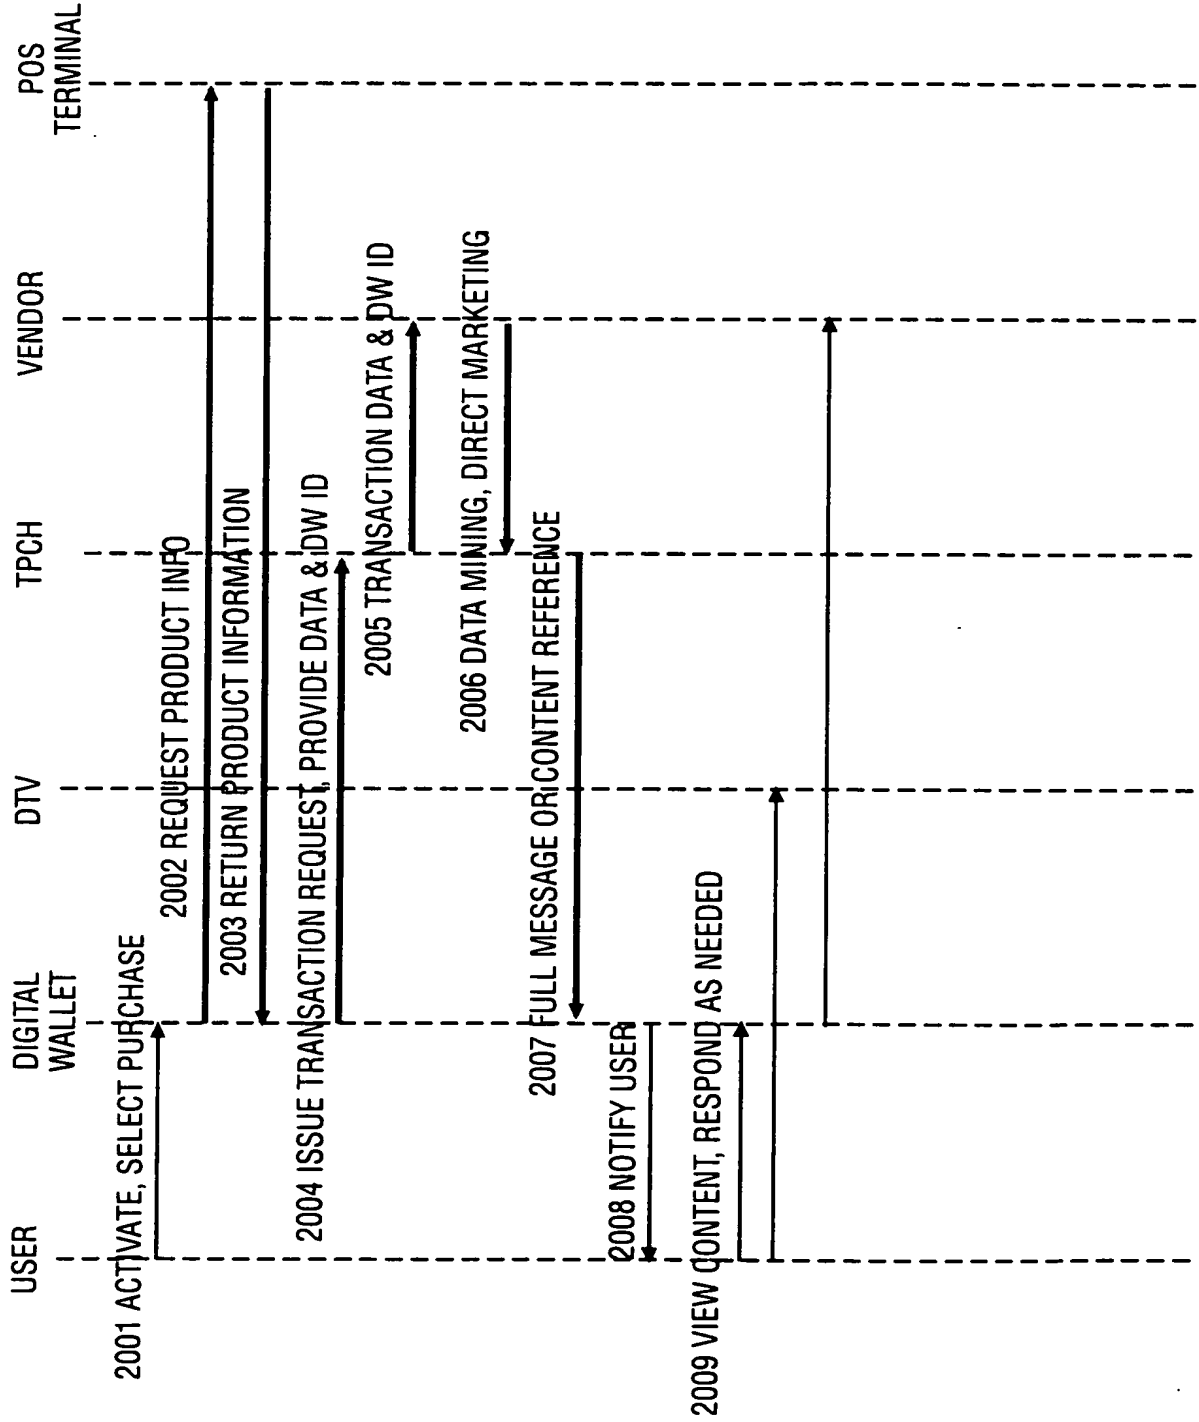 USER
DIGITAL
WALLET
DTV
TPCH
VENDOR
POS
TERMINAL
2001 ACTIVATE, SELECT PURCHASE
2002 REQUEST PRODUCT INFO
2003 RETURN PRODUCT INFORMATION
2004 ISSUE TRANSACTION REQUEST, PROVIDE DATA & DW ID
2005 TRANSACTION DATA & DW ID
2006 DATA MINING, DIRECT MARKETING
2007 FULL MESSAGE OR CONTENT REFERENCE
2008 NOTIFY USER
2009 VIEW CONTENT, RESPOND AS NEEDED